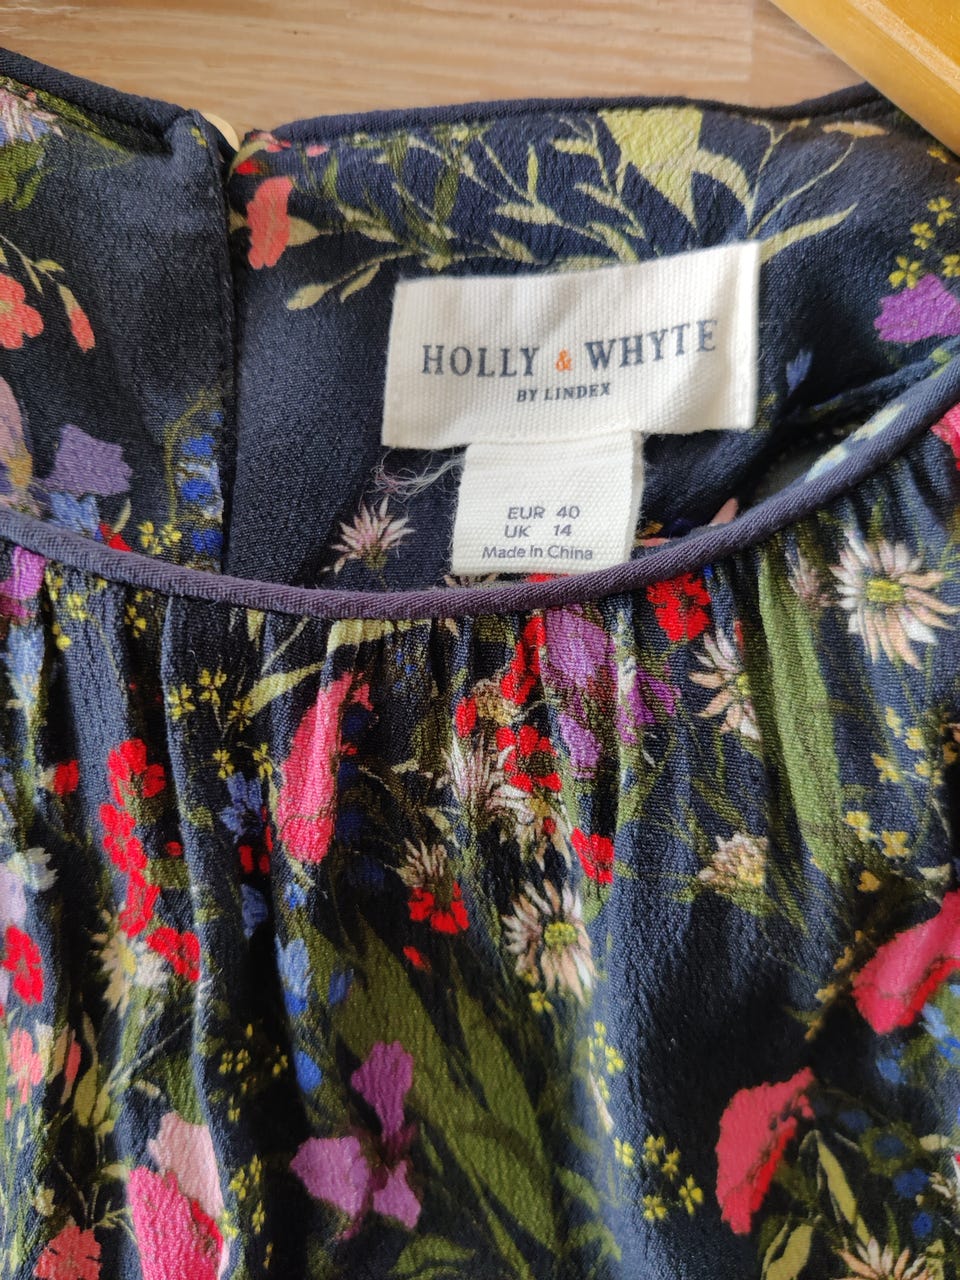 HOLLY & WHYTE
BY LINDEX
EUR 40
UK 14
Made In China